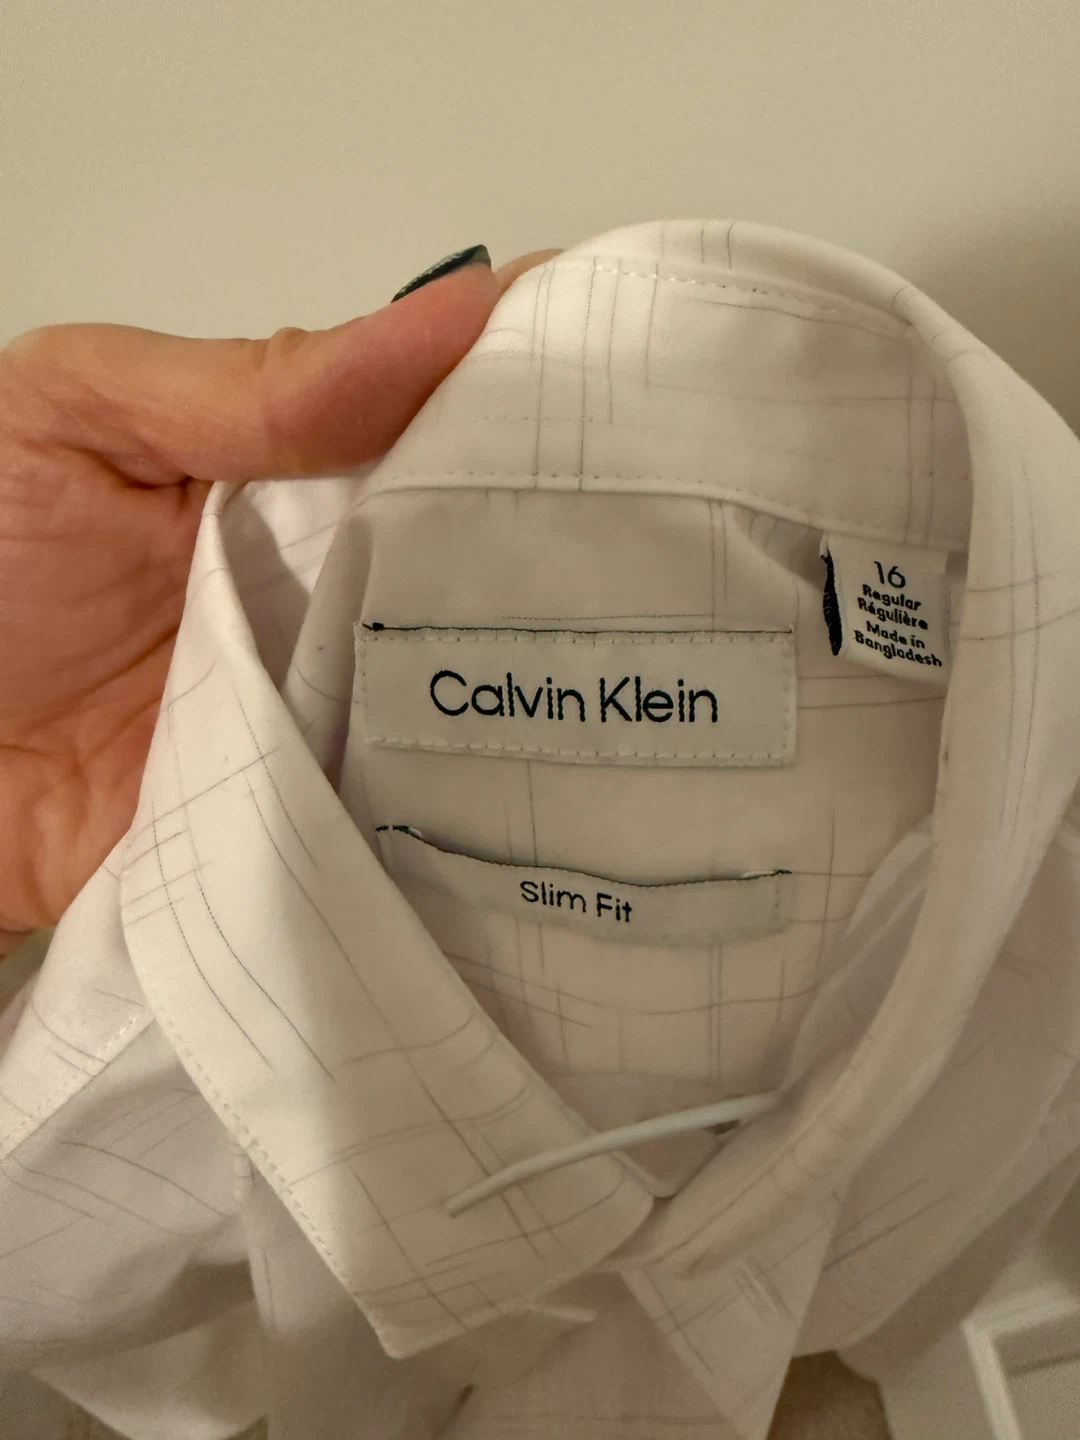 Calvin Klein
Slim Fit
16
Regular
Régulière
Made in
Bangladesh